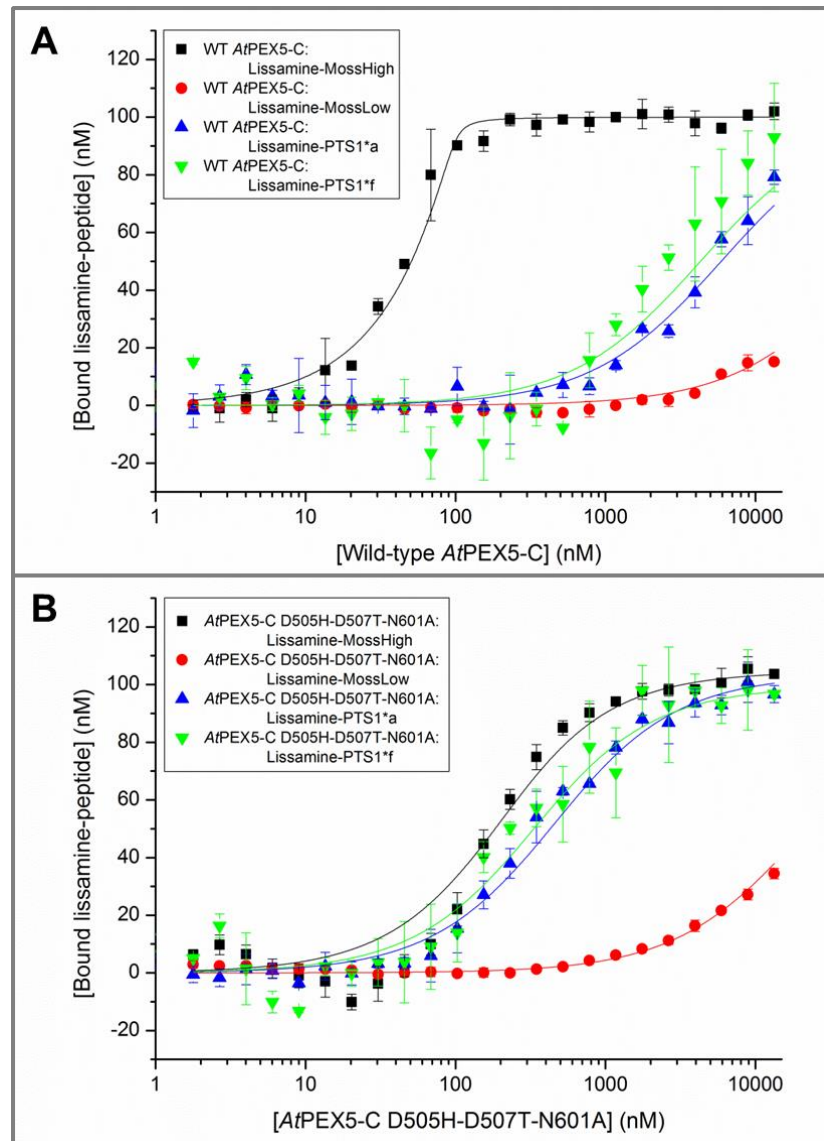 A
WT AtPEX5-C:
Lissamine-MossHigh
WT AtPEX5-C:
Lissamine-MossLow
WT AtPEX5-C:
Lissamine-PTS1*a
WT AtPEX5-C:
Lissamine-PTS1*f
[Bound lissamine-peptide] (nM)
120
100
80
60
40
20
0
-20
1 10 100 1000 10000
[Wild-type AtPEX5-C] (nM)
B
AtPEX5-C D505H-D507T-N601A:
Lissamine-MossHigh
AtPEX5-C D505H-D507T-N601A:
Lissamine-MossLow
AtPEX5-C D505H-D507T-N601A:
Lissamine-PTS1*a
AtPEX5-C D505H-D507T-N601A:
Lissamine-PTS1*f
[Bound lissamine-peptide] (nM)
120
100
80
60
40
20
0
-20
1 10 100 1000 10000
[AtPEX5-C D505H-D507T-N601A] (nM)